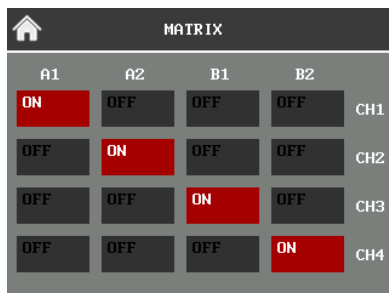 MATRIX
A1 A2 B1 B2
ON OFF OFF OFF CH1
OFF ON OFF OFF CH2
OFF OFF ON OFF CH3
OFF OFF OFF ON CH4